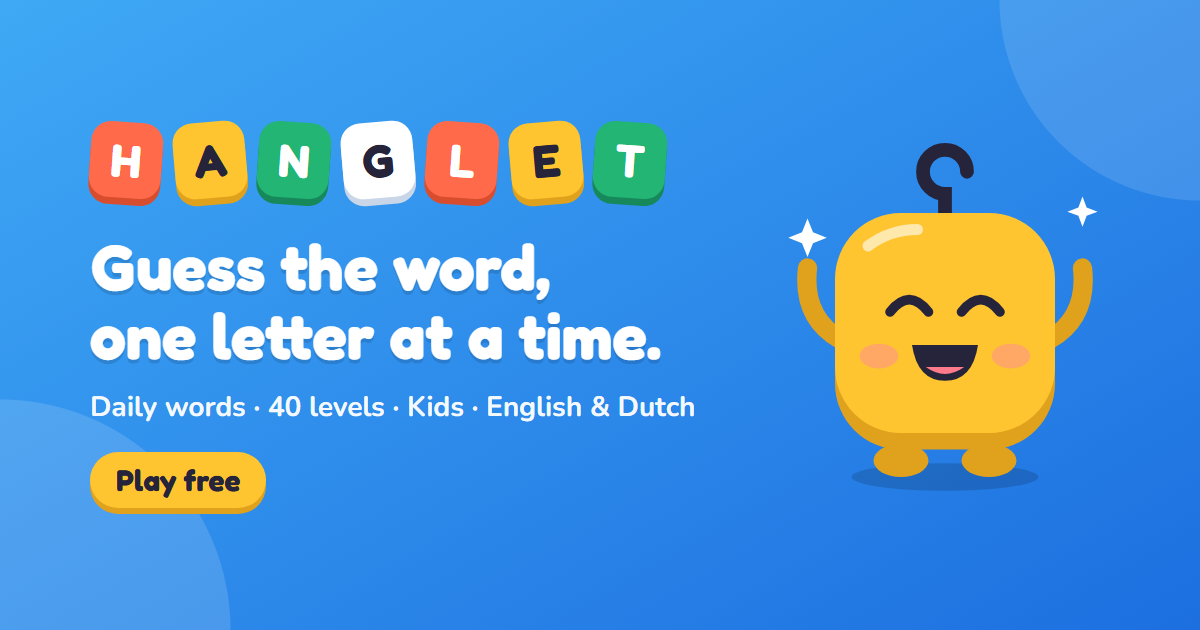 HANGLET
Guess the word,
one letter at a time.
Daily words · 40 levels · Kids · English & Dutch
Play free